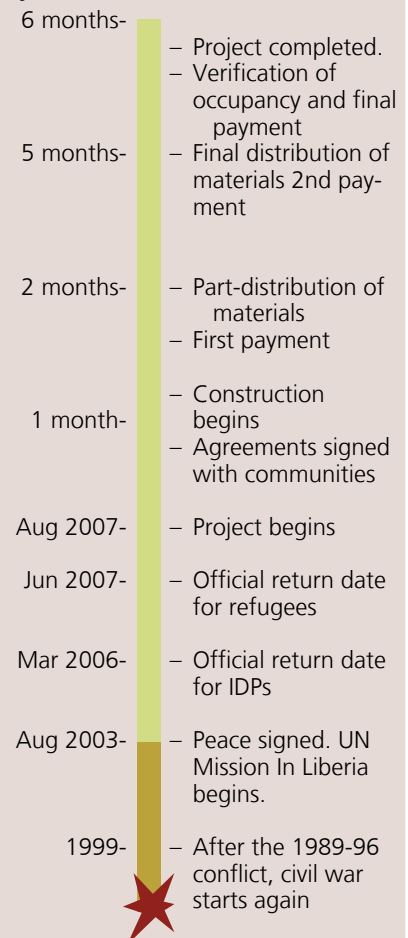 6 months-
– Project completed.
– Verification of
occupancy and final
payment
5 months-
– Final distribution of
materials 2nd pay-
ment
2 months-
– Part-distribution of
materials
– First payment
– Construction
begins
1 month-
– Agreements signed
with communities
Aug 2007-
– Project begins
Jun 2007-
– Official return date
for refugees
Mar 2006-
– Official return date
for IDPs
Aug 2003-
– Peace signed. UN
Mission In Liberia
begins.
1999-
– After the 1989-96
conflict, civil war
starts again